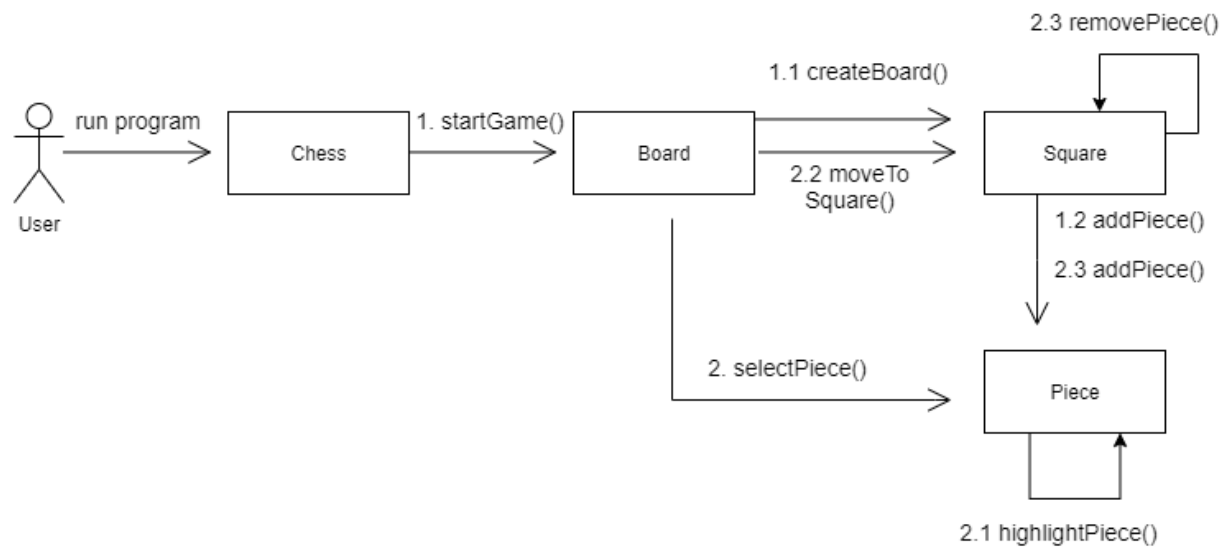 2.3 removePiece()
1.1 createBoard()
run program
1. startGame()
Chess
Board
Square
2.2 moveTo
Square()
User
1.2 addPiece()
2.3 addPiece()
2. selectPiece()
Piece
2.1 highlightPiece()